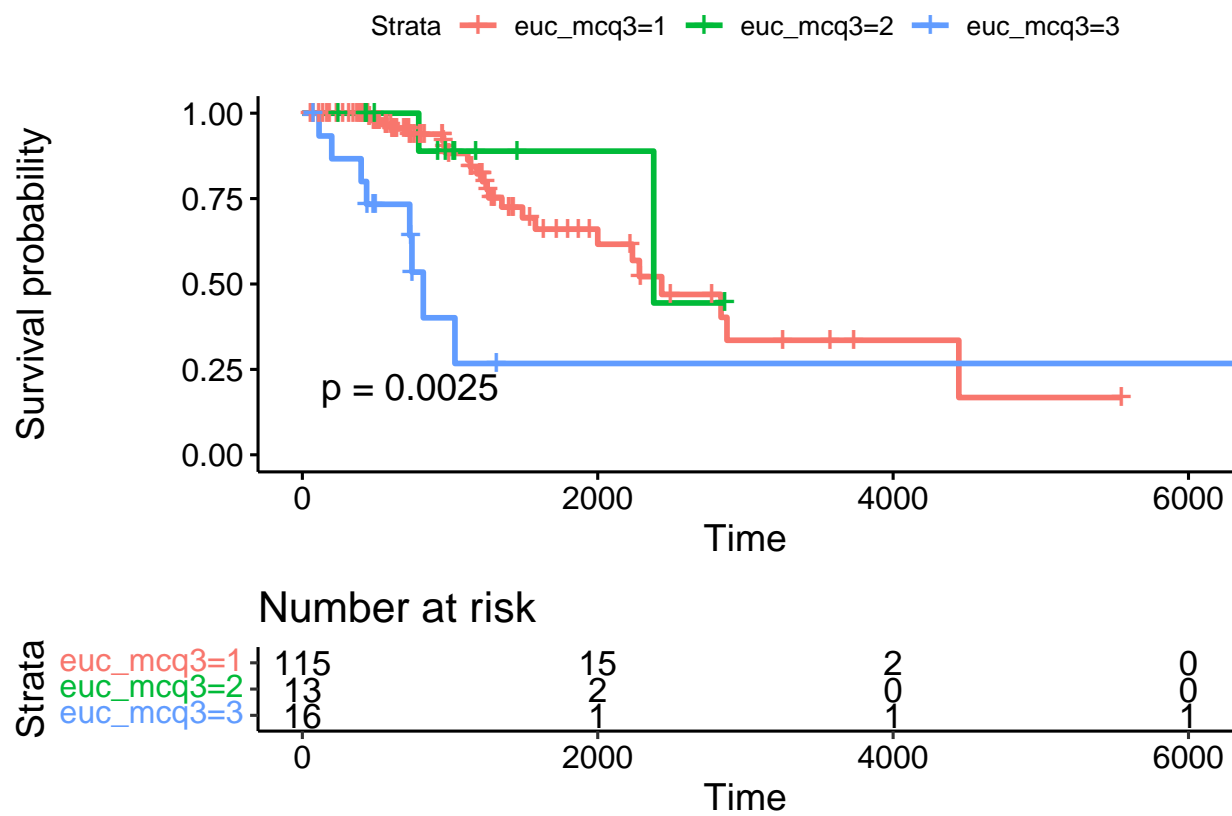 Strata euc_mcq3=1 euc_mcq3=2 euc_mcq3=3
Survival probability
1.00
0.75
0.50
0.25
0.00
p = 0.0025
0 2000 4000 6000
Time
Number at risk
Strata
euc_mcq3=1 115 15 2 0
euc_mcq3=2 13 2 0 0
euc_mcq3=3 16 1 1 1
0 2000 4000 6000
Time